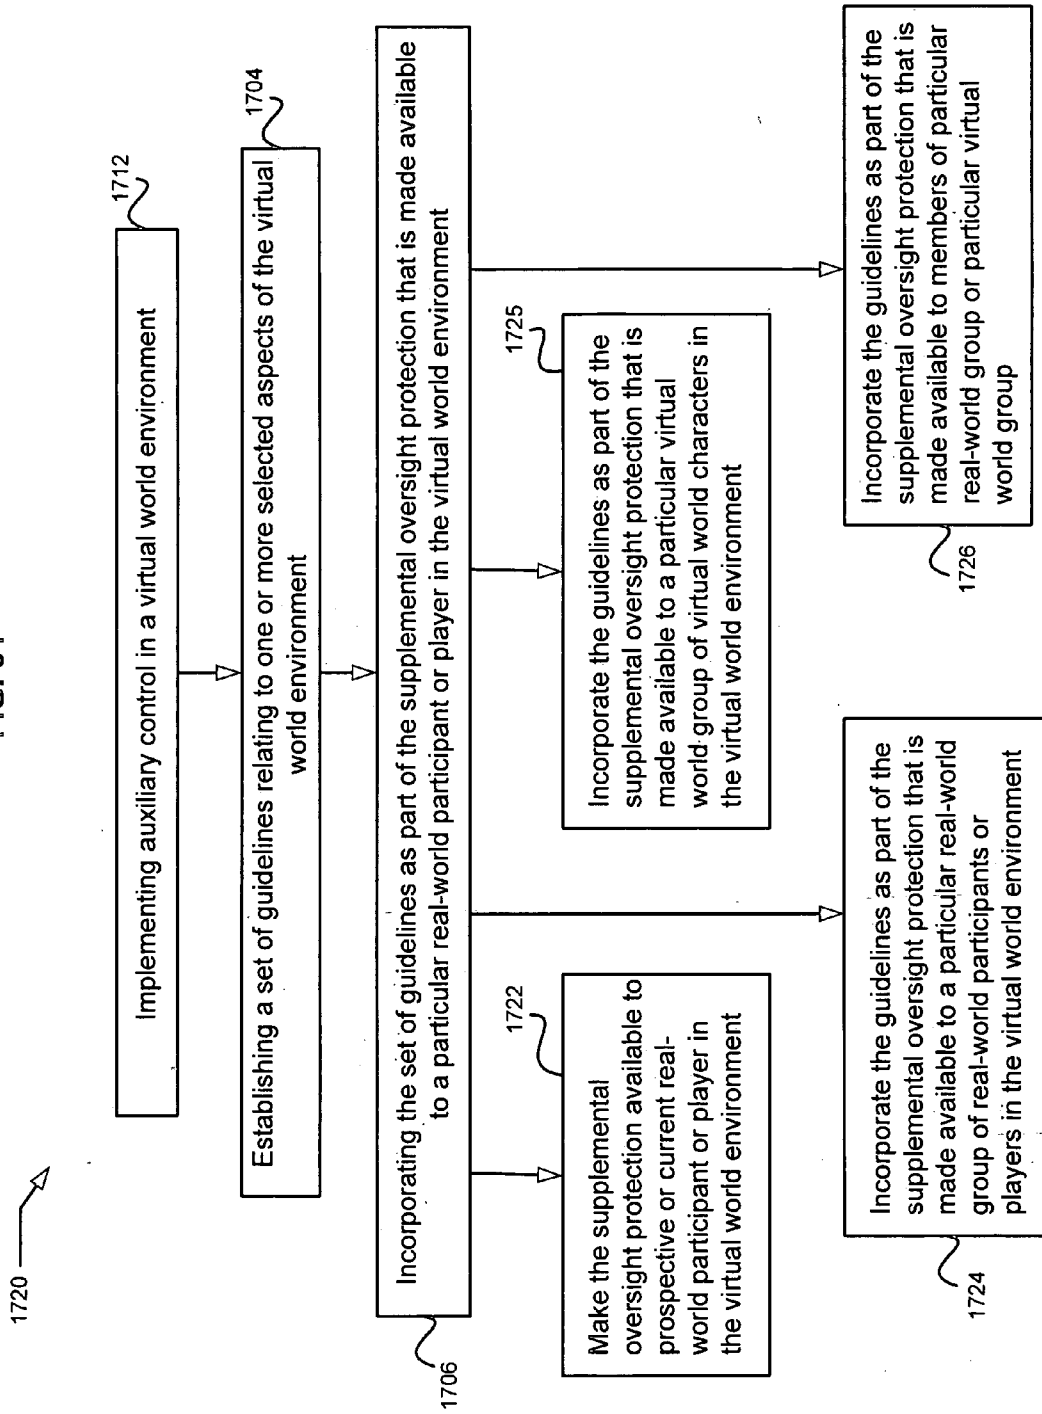 1720
Implementing auxiliary control in a virtual world environment
1712
Establishing a set of guidelines relating to one or more selected aspects of the virtual
world environment
1704
Incorporating the set of guidelines as part of the supplemental oversight protection that is made available
to a particular real-world participant or player in the virtual world environment
1706
Make the supplemental
oversight protection available to
prospective or current real-
world participant or player in
the virtual world environment
1722
Incorporate the guidelines as part of the
supplemental oversight protection that is
made available to a particular virtual
world group of virtual world characters in
the virtual world environment
1725
Incorporate the guidelines as part of the
supplemental oversight protection that is
made available to a particular real-world
group of real-world participants or
players in the virtual world environment
1724
Incorporate the guidelines as part of the
supplemental oversight protection that is
made available to members of particular
real-world group or particular virtual
world group
1726